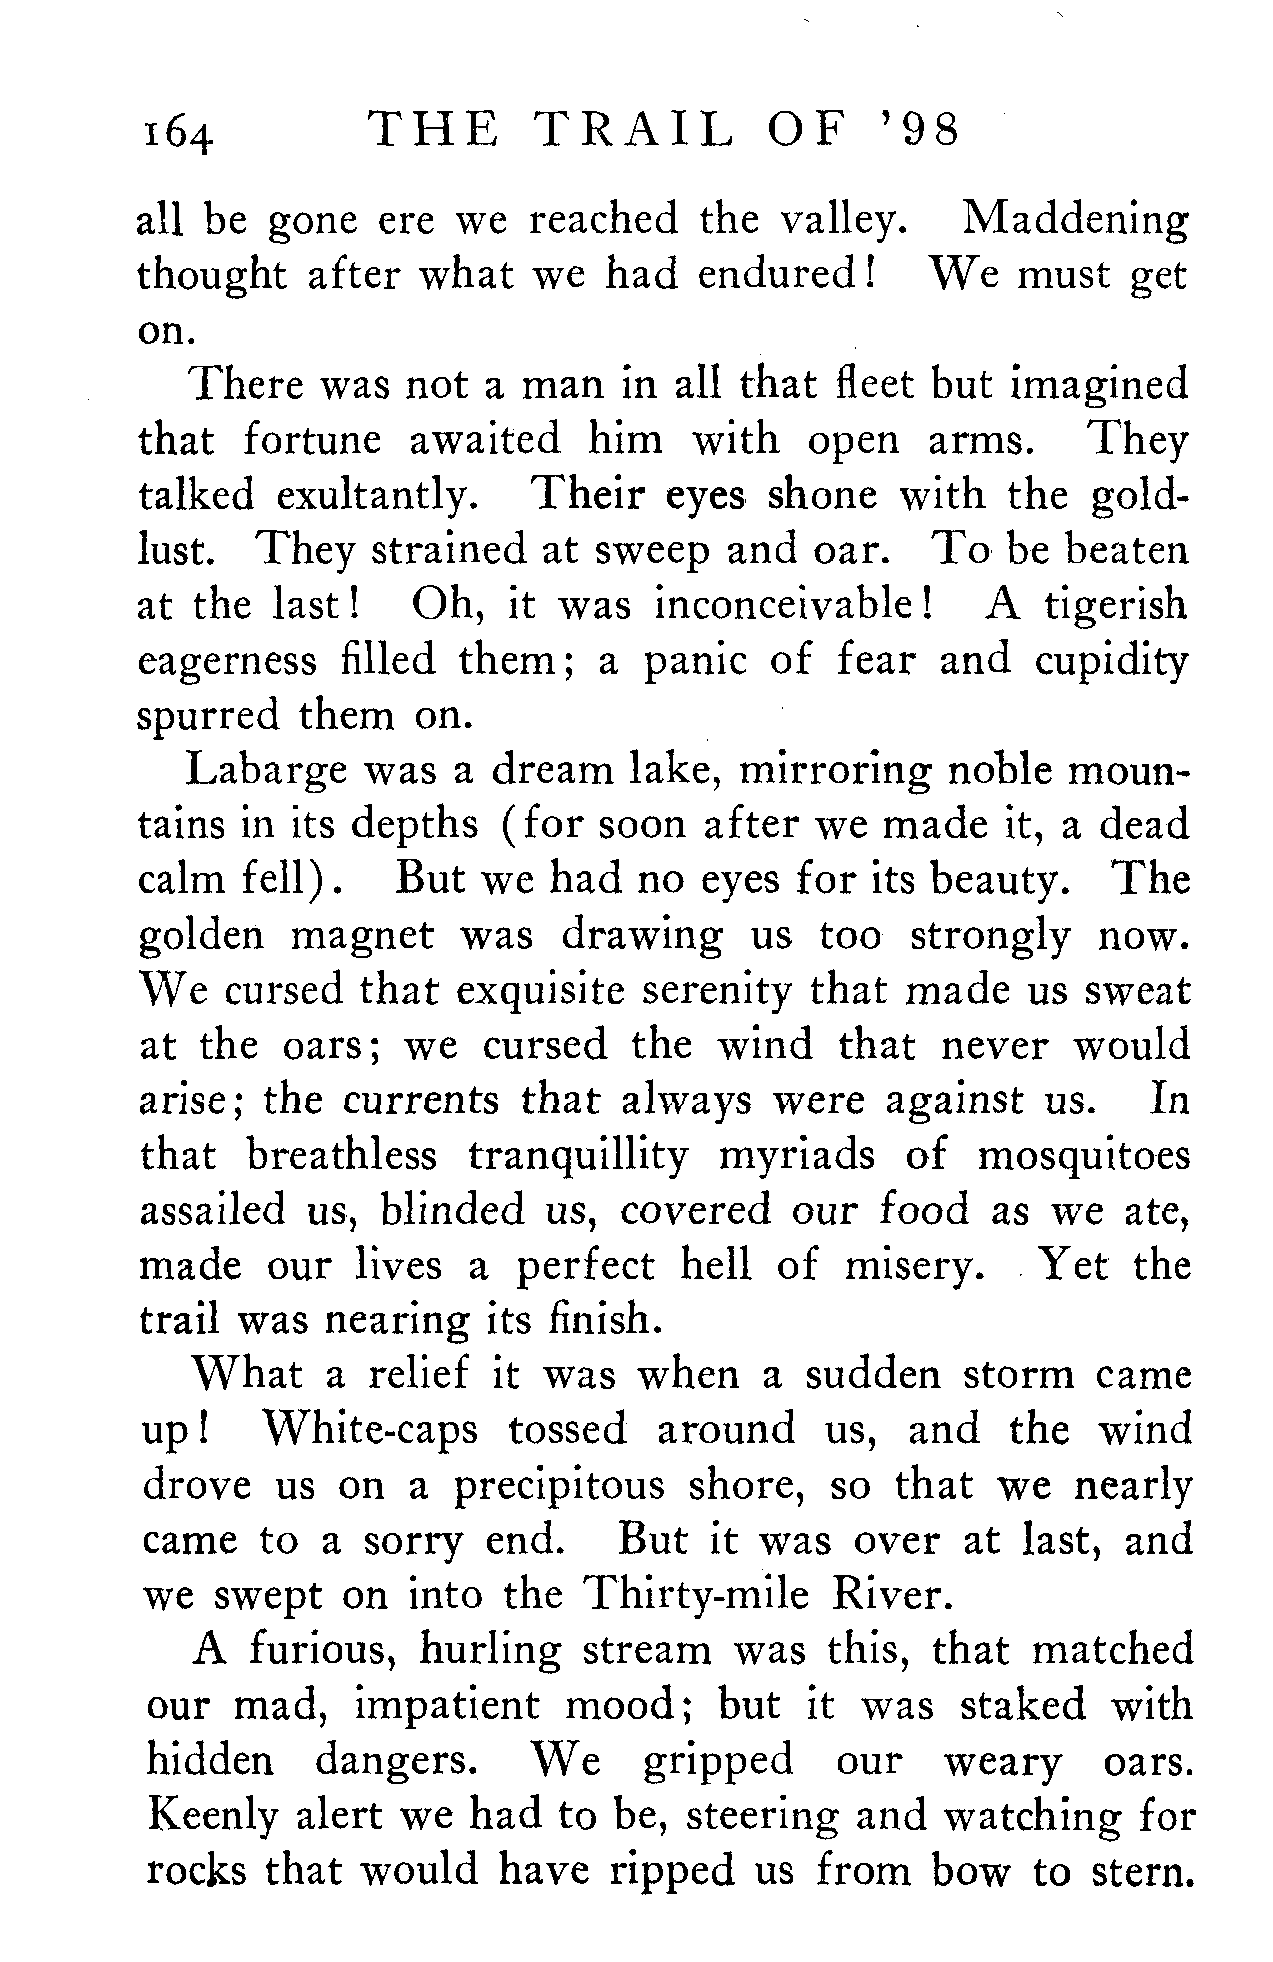 164 THE TRAIL OF '98
all be gone ere we reached the valley. Maddening
thought after what we had endured! We must get
on.
There was not a man in all that fleet but imagined
that fortune awaited him with open arms. They
talked exultantly. Their eyes shone with the gold-
lust. They strained at sweep and oar. To be beaten
at the last! Oh, it was inconceivable! A tigerish
eagerness filled them; a panic of fear and cupidity
spurred them on.
Labarge was a dream lake, mirroring noble moun-
tains in its depths (for soon after we made it, a dead
calm fell). But we had no eyes for its beauty. The
golden magnet was drawing us too strongly now.
We cursed that exquisite serenity that made us sweat
at the oars; we cursed the wind that never would
arise; the currents that always were against us. In
that breathless tranquillity myriads of mosquitoes
assailed us, blinded us, covered our food as we ate,
made our lives a perfect hell of misery. Yet the
trail was nearing its finish.
What a relief it was when a sudden storm came
up! White-caps tossed around us, and the wind
drove us on a precipitous shore, so that we nearly
came to a sorry end. But it was over at last, and
we swept on into the Thirty-mile River.
A furious, hurling stream was this, that matched
our mad, impatient mood; but it was staked with
hidden dangers. We gripped our weary oars.
Keenly alert we had to be, steering and watching for
rocks that would have ripped us from bow to stern.